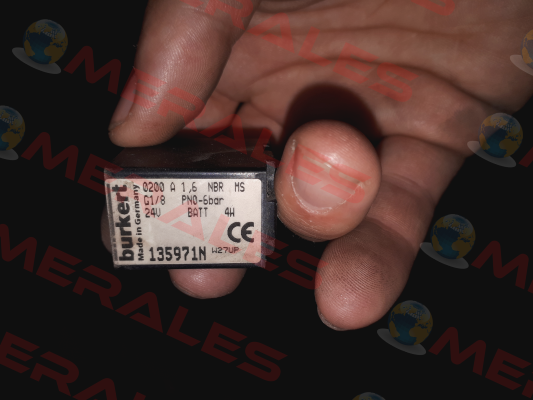 burkert
Made in Germany
0200 A 1,6 NBR MS
G1/8 PN0-6bar
24V BATT 4W
CE
135971N W27UP
MERALES
MERALES
MERALES
MERALES
MERALES